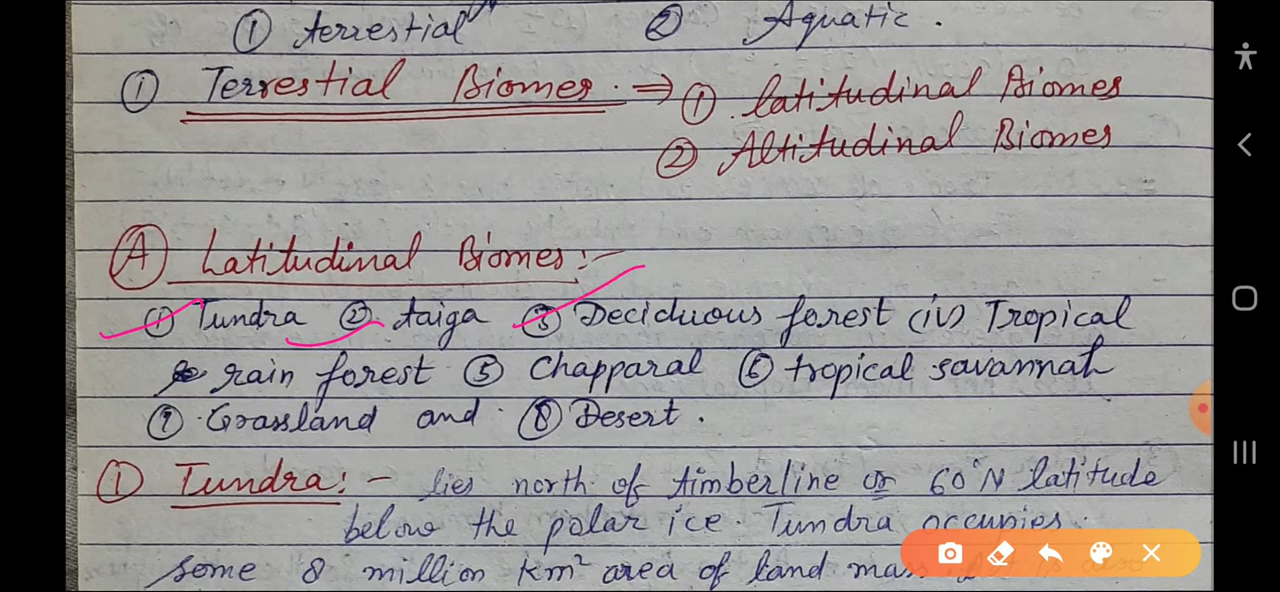 ① terrestial ② Aquatic.
① Terrestial Biomes. ⇒ ① Latitudinal Biomes
② Altitudinal Biomes
Ⓐ Latitudinal Biomes:-
① Tundra ② taiga ③ Deciduous forest (iv) Tropical
rain forest ⑤ Chapparal ⑥ tropical savannah
⑦ Grassland and ⑧ Desert.
① Tundra:- lies north of timberline or 60°N latitude
below the polar ice. Tundra occupies
some 8 million km² area of land mass